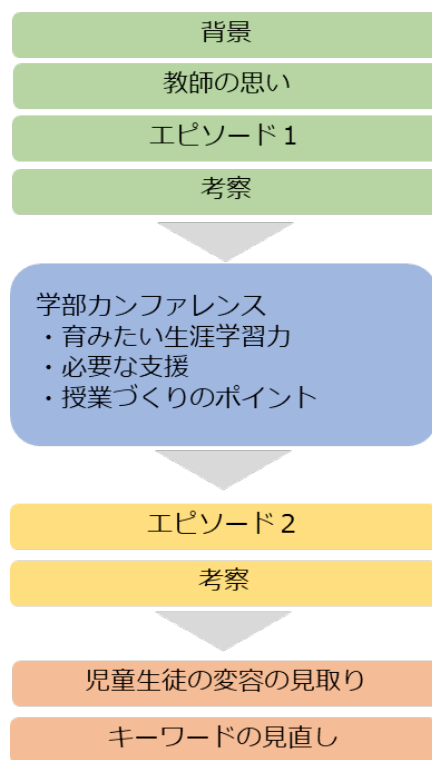 背景
教師の思い
エピソード１
考察
学部カンファレンス
・育みたい生涯学習力
・必要な支援
・授業づくりのポイント
エピソード２
考察
児童生徒の変容の見取り
キーワードの見直し